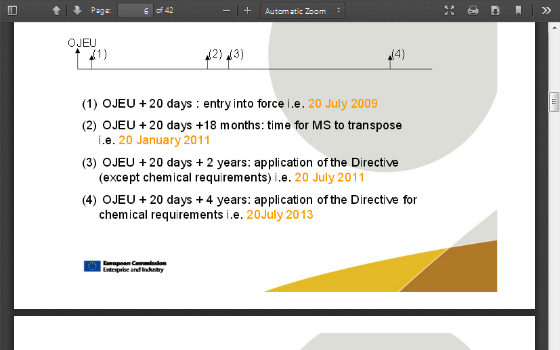 Page: 6 of 42 Automatic Zoom
OJEU
(1) (2) (3) (4)
(1) OJEU + 20 days : entry into force i.e. 20 July 2009
(2) OJEU + 20 days +18 months: time for MS to transpose
i.e. 20 January 2011
(3) OJEU + 20 days + 2 years: application of the Directive
(except chemical requirements) i.e. 20 July 2011
(4) OJEU + 20 days + 4 years: application of the Directive for
chemical requirements i.e. 20July 2013
European Commission
Enterprise and Industry